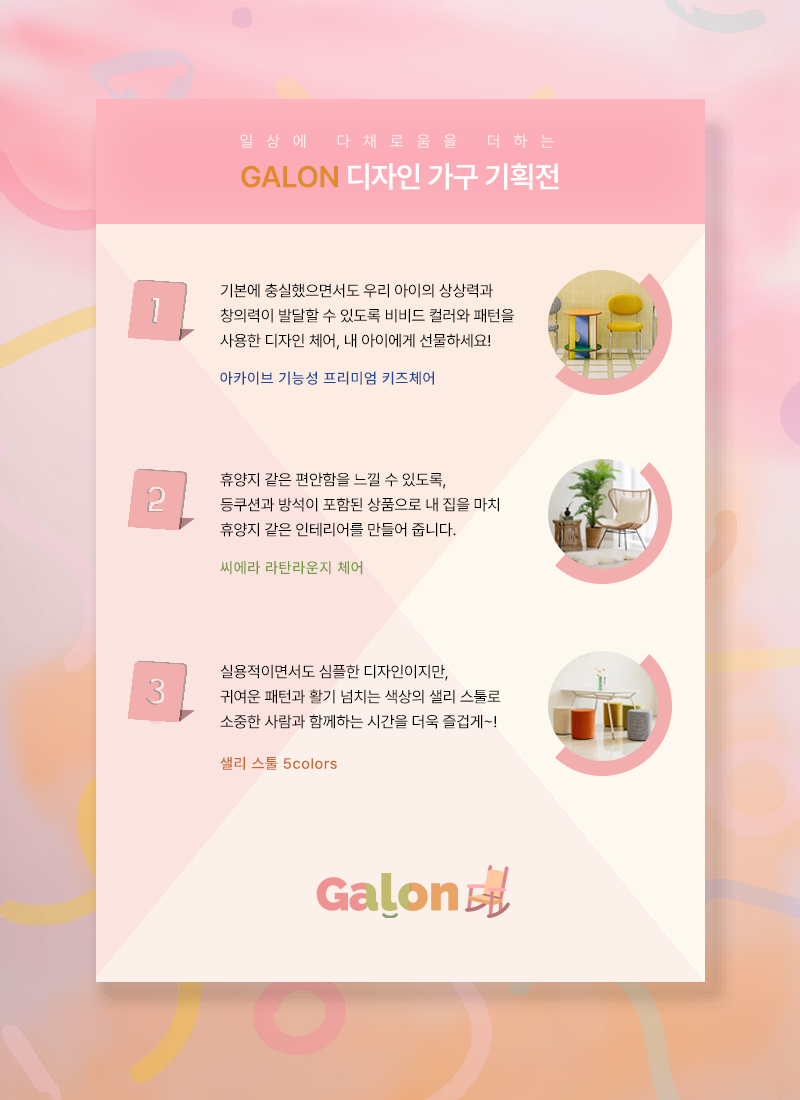 일상에 다채로움을 더하는
GALON 디자인 가구 기획전
1
기본에 충실했으면서도 우리 아이의 상상력과
창의력이 발달할 수 있도록 비비드 컬러와 패턴을
사용한 디자인 체어, 내 아이에게 선물하세요!
아카이브 기능성 프리미엄 키즈체어
2
휴양지 같은 편안함을 느낄 수 있도록,
등쿠션과 방석이 포함된 상품으로 내 집을 마치
휴양지 같은 인테리어를 만들어 줍니다.
씨에라 라탄라운지 체어
3
실용적이면서도 심플한 디자인이지만,
귀여운 패턴과 활기 넘치는 색상의 샐리 스툴로
소중한 사람과 함께하는 시간을 더욱 즐겁게~!
샐리 스툴 5colors
Galon